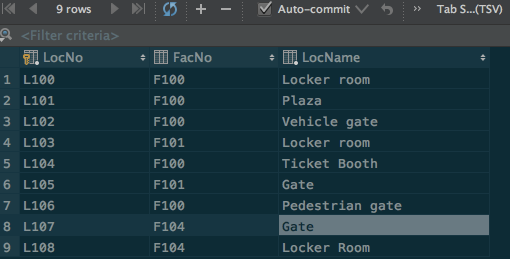 9 rows Auto-commit Tab S...(TSV)
<Filter criteria>
LocNo FacNo LocName
1 L100 F100 Locker room
2 L101 F100 Plaza
3 L102 F100 Vehicle gate
4 L103 F101 Locker room
5 L104 F100 Ticket Booth
6 L105 F101 Gate
7 L106 F100 Pedestrian gate
8 L107 F104 Gate
9 L108 F104 Locker Room